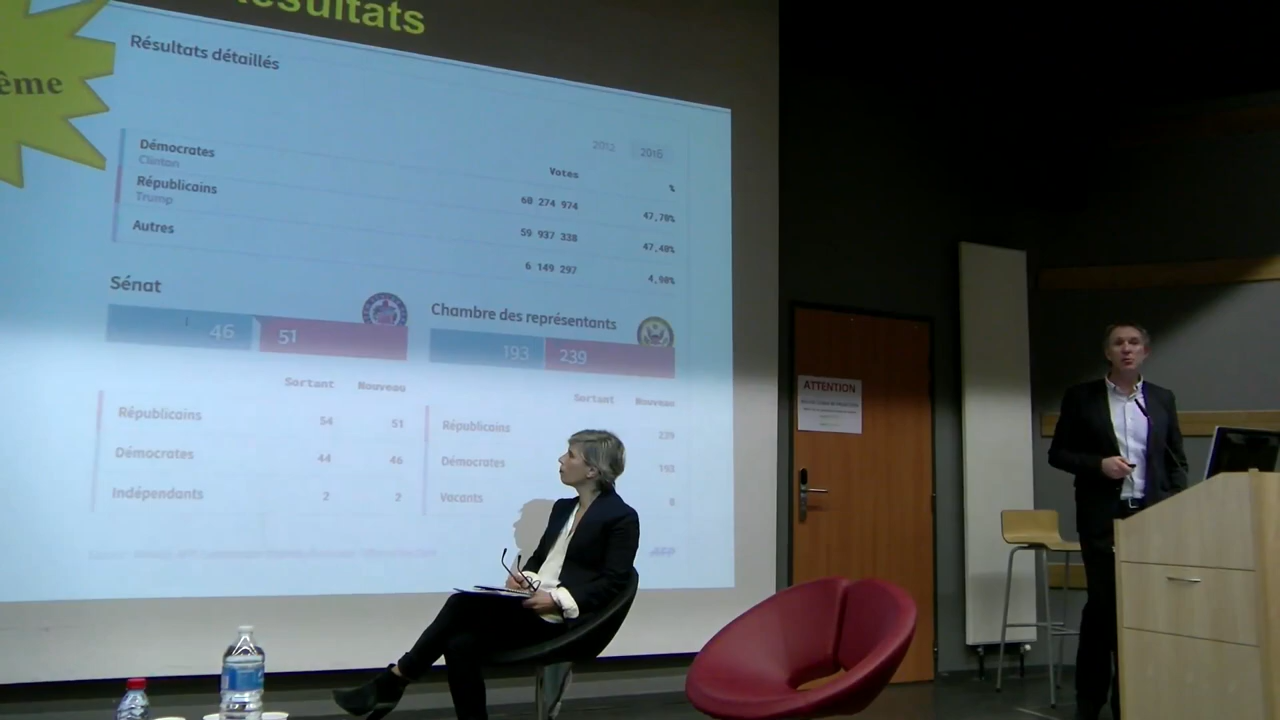 ésultats
ême
Résultats détaillés
2012 2016
Démocrates
Clinton
Votes %
Républicains
Trump
60 274 974 47,70%
Autres
59 937 338 47,40%
6 149 297 4,90%
Sénat
46 51
Chambre des représentants
193 239
Sortant Nouveau
Républicains 54 51
Démocrates 44 46
Indépendants 2 2
Sortant Nouveau
Républicains 239
Démocrates 193
Vacants 0
AFP
ATTENTION